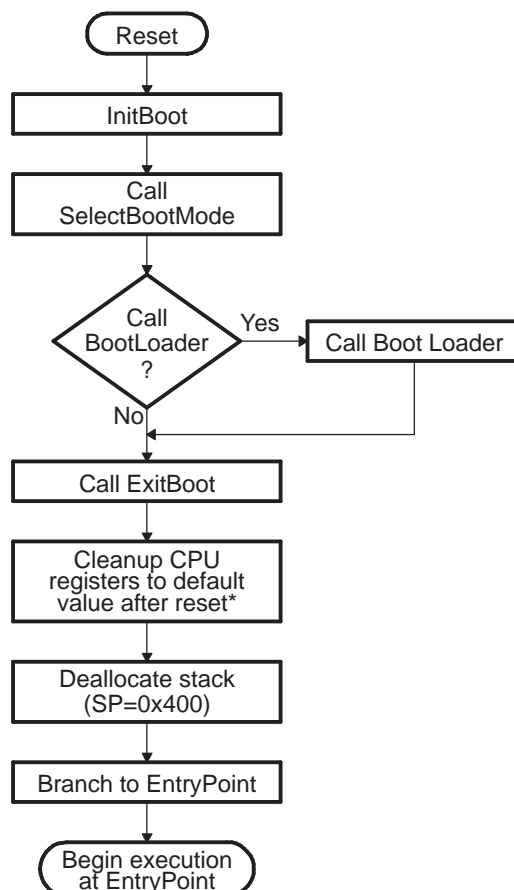 Reset
InitBoot
Call
SelectBootMode
Call
BootLoader
?
Yes
Call Boot Loader
No
Call ExitBoot
Cleanup CPU
registers to default
value after reset*
Deallocate stack
(SP=0x400)
Branch to EntryPoint
Begin execution
at EntryPoint